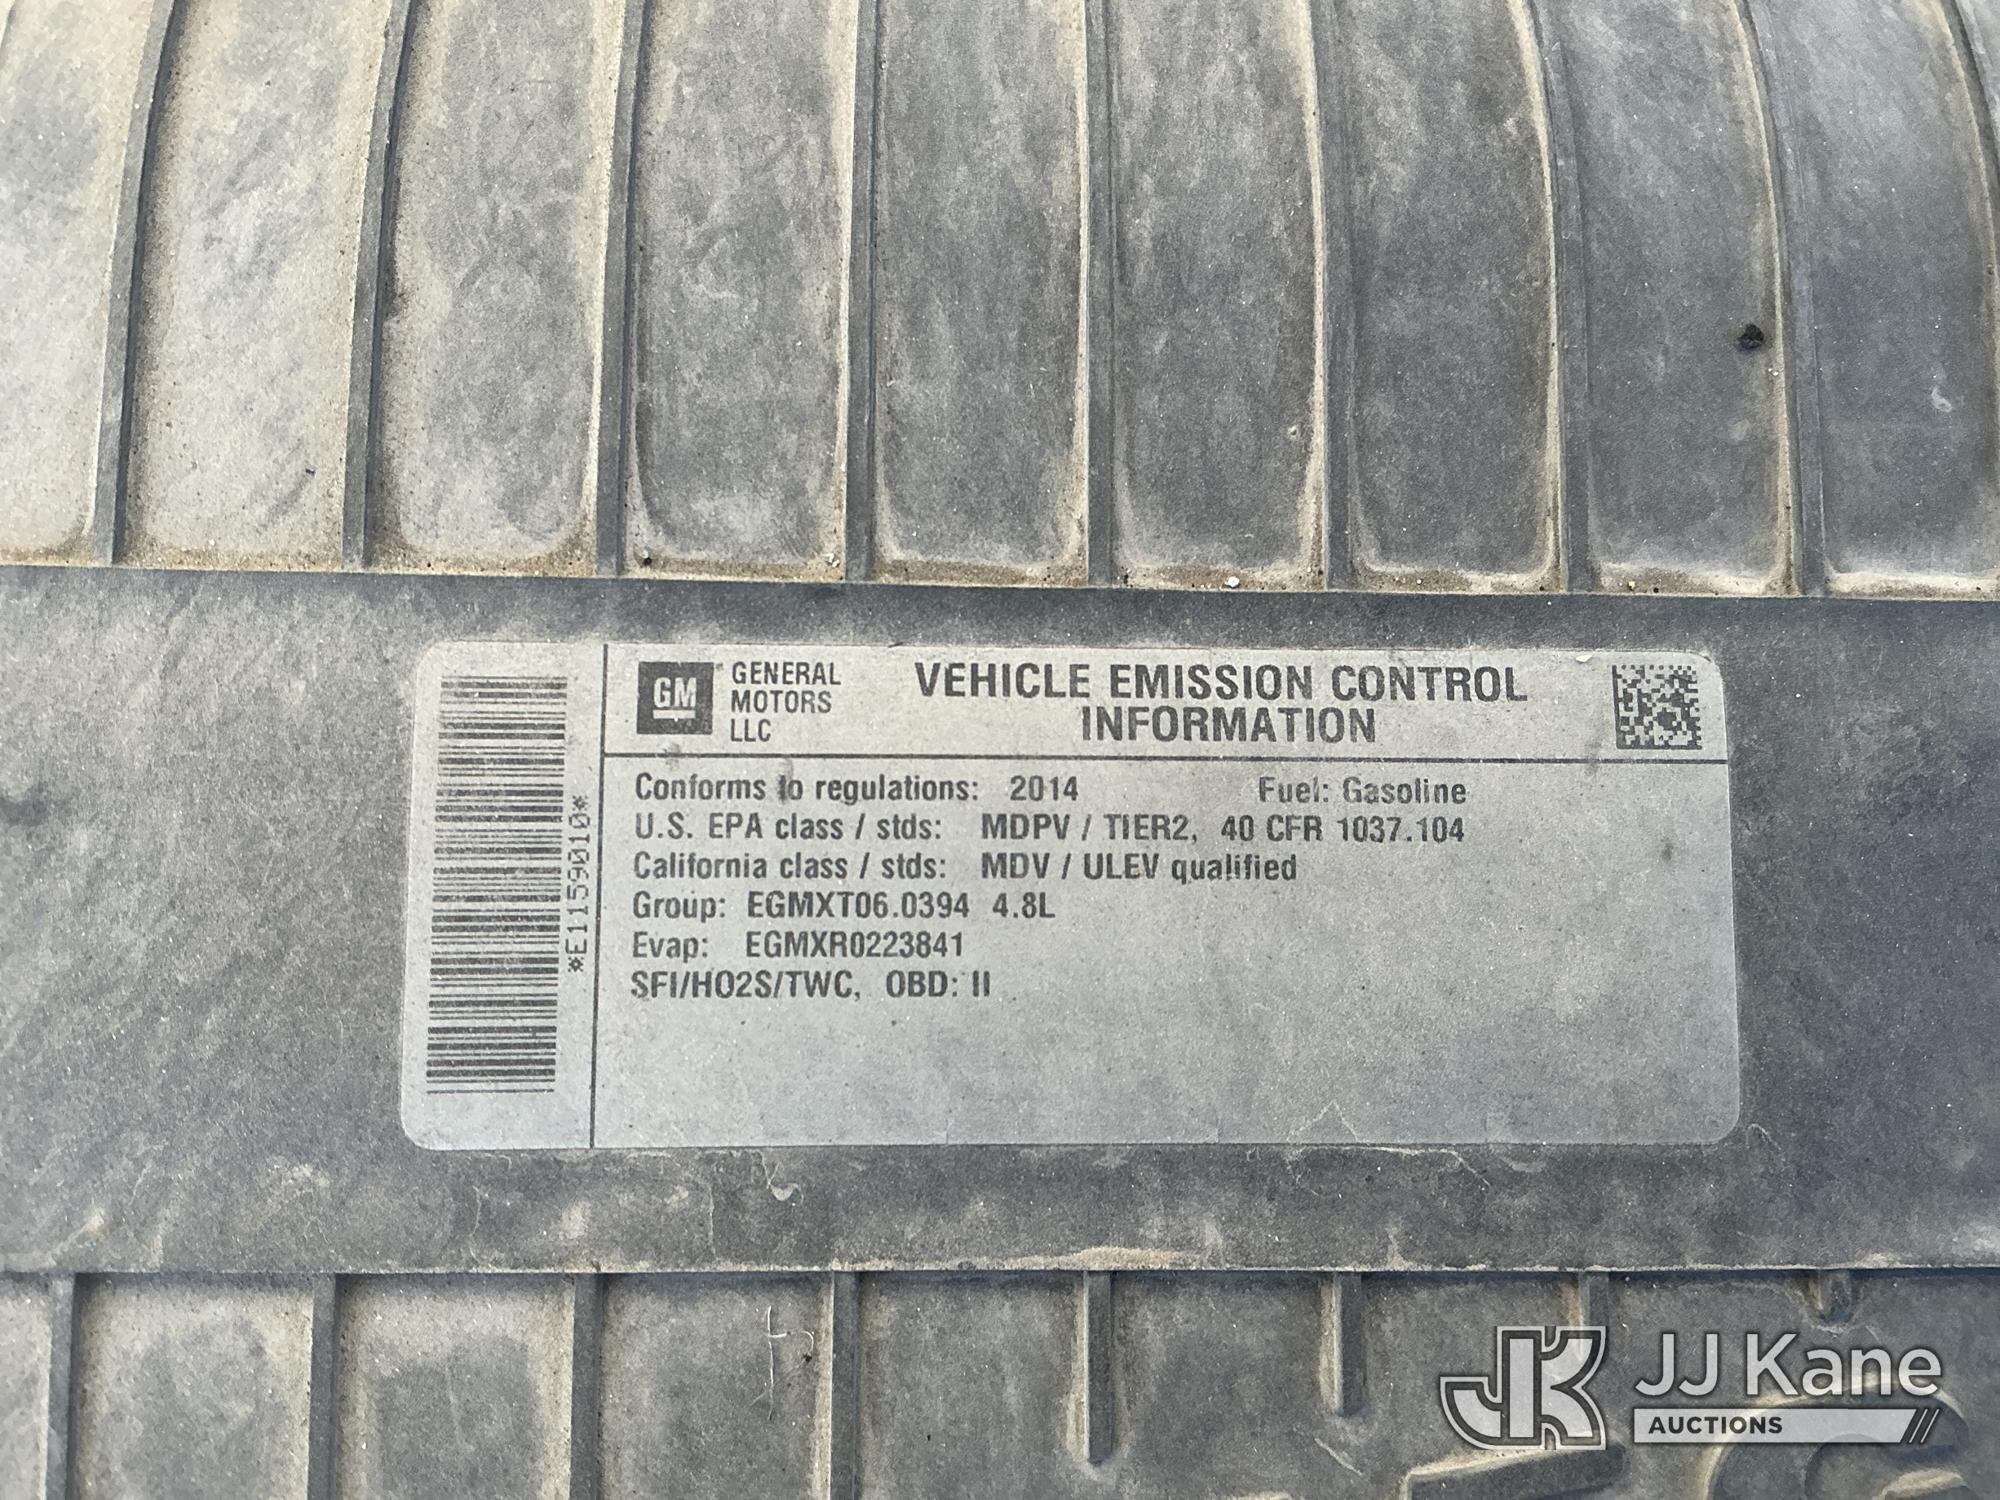 GM GENERAL
MOTORS
LLC
VEHICLE EMISSION CONTROL
INFORMATION
Conforms to regulations: 2014 Fuel: Gasoline
U.S. EPA class / stds: MDPV / TIER2, 40 CFR 1037.104
California class / stds: MDV / ULEV qualified
Group: EGMXT06.0394 4.8L
Evap: EGMXR0223841
SFI/HO2S/TWC, OBD: II
*E1159010*
JK JJ Kane
AUCTIONS